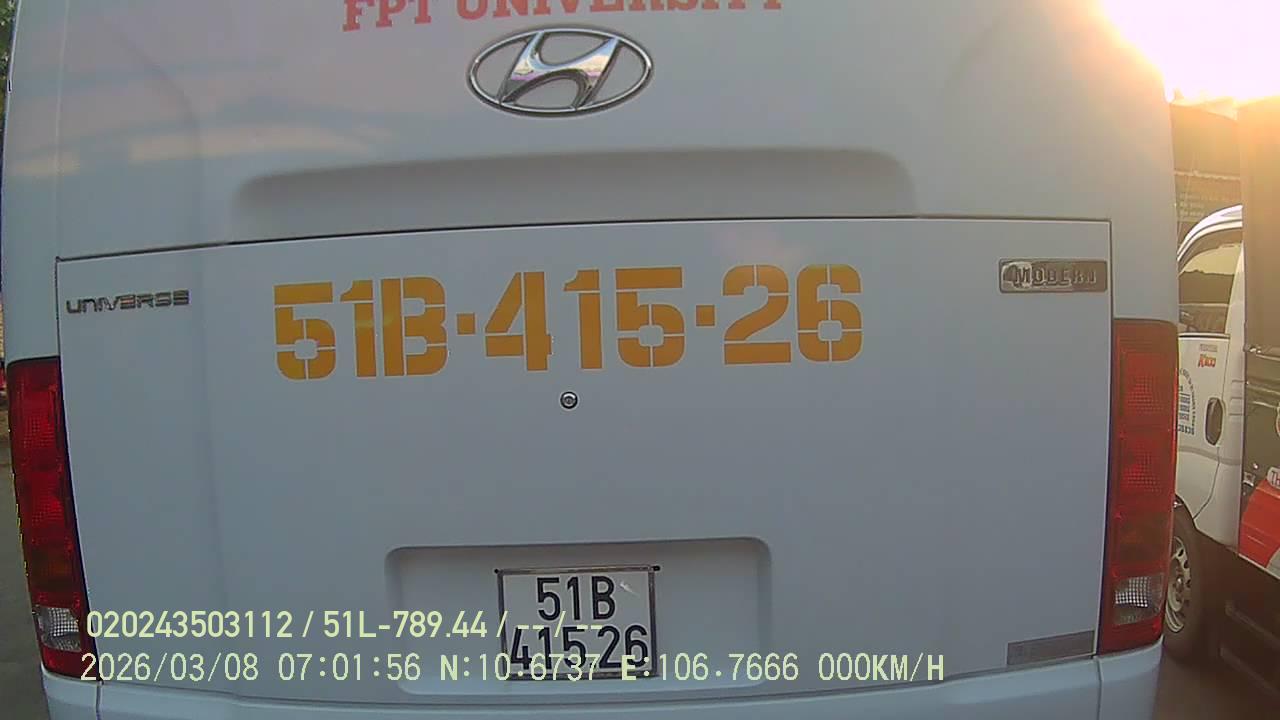 FPT UNIVERSITY
UNIVERSE
MODERN
51B·415·26
51B
415.26
020243503112 / 51L-789.44 / -- / --
2026/03/08 07:01:56 N:10.6737 E:106.7666 000KM/H